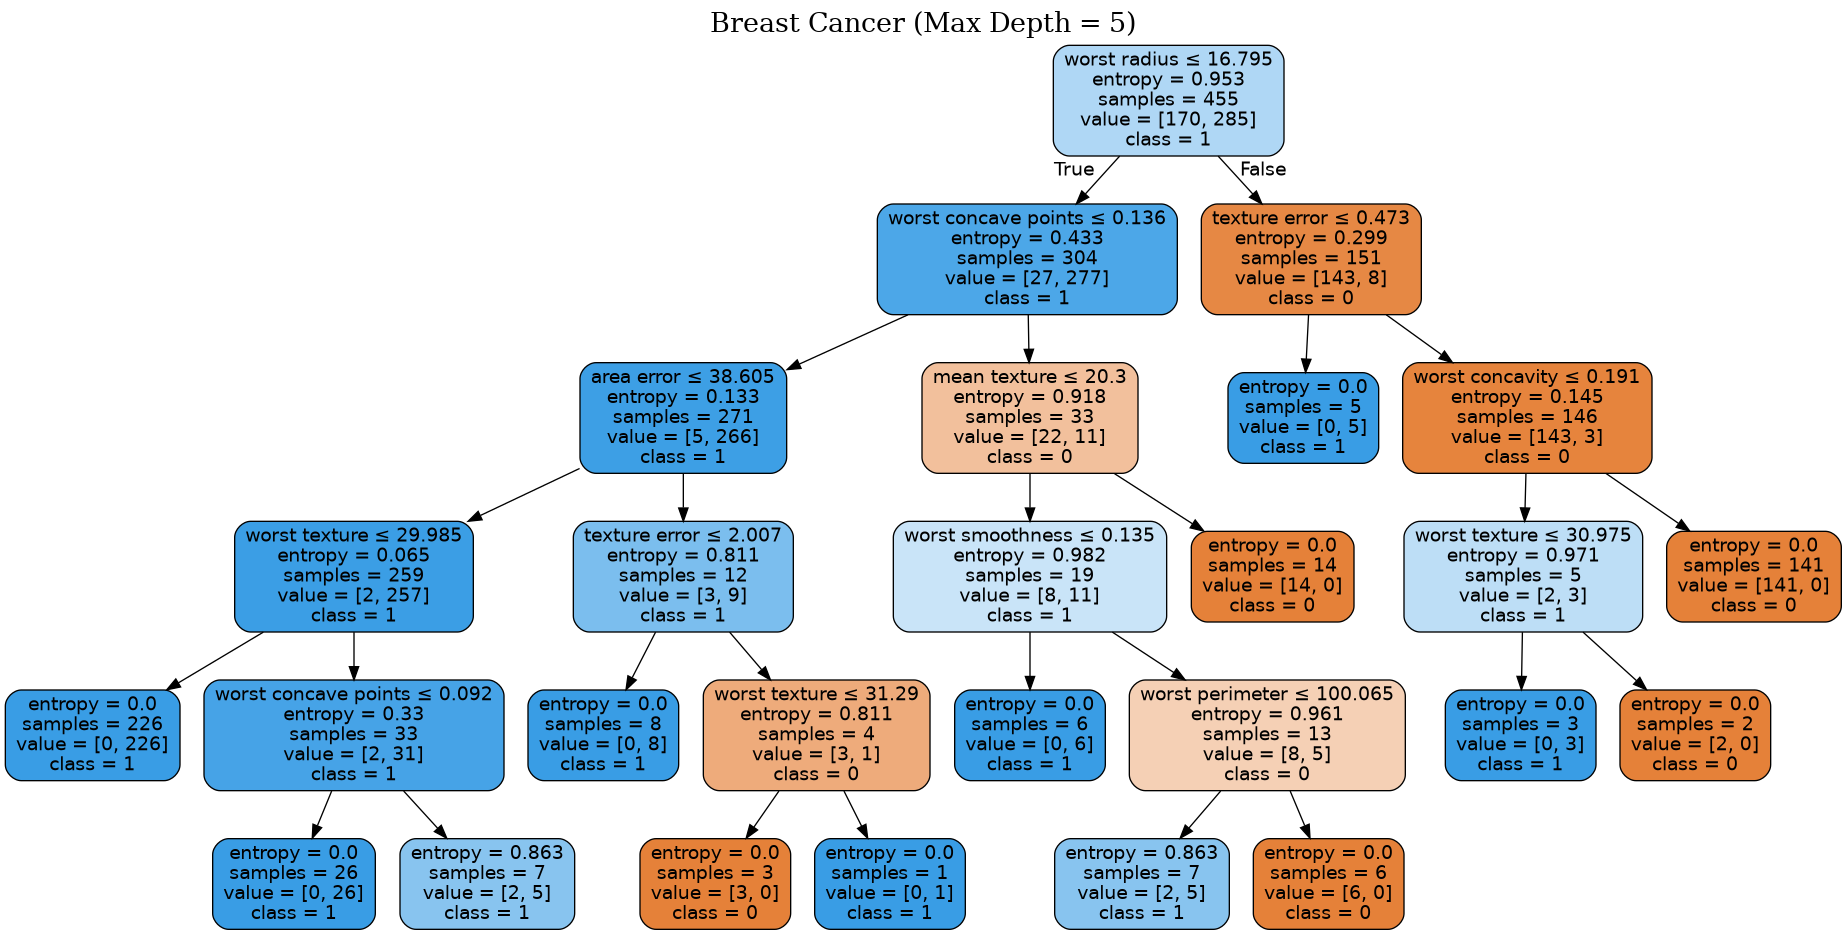 Breast Cancer (Max Depth = 5)
worst radius ≤ 16.795
entropy = 0.953
samples = 455
value = [170, 285]
class = 1
True
False
worst concave points ≤ 0.136
entropy = 0.433
samples = 304
value = [27, 277]
class = 1
texture error ≤ 0.473
entropy = 0.299
samples = 151
value = [143, 8]
class = 0
area error ≤ 38.605
entropy = 0.133
samples = 271
value = [5, 266]
class = 1
mean texture ≤ 20.3
entropy = 0.918
samples = 33
value = [22, 11]
class = 0
entropy = 0.0
samples = 5
value = [0, 5]
class = 1
worst concavity ≤ 0.191
entropy = 0.145
samples = 146
value = [143, 3]
class = 0
worst texture ≤ 29.985
entropy = 0.065
samples = 259
value = [2, 257]
class = 1
texture error ≤ 2.007
entropy = 0.811
samples = 12
value = [3, 9]
class = 1
worst smoothness ≤ 0.135
entropy = 0.982
samples = 19
value = [8, 11]
class = 1
entropy = 0.0
samples = 14
value = [14, 0]
class = 0
worst texture ≤ 30.975
entropy = 0.971
samples = 5
value = [2, 3]
class = 1
entropy = 0.0
samples = 141
value = [141, 0]
class = 0
entropy = 0.0
samples = 226
value = [0, 226]
class = 1
worst concave points ≤ 0.092
entropy = 0.33
samples = 33
value = [2, 31]
class = 1
entropy = 0.0
samples = 8
value = [0, 8]
class = 1
worst texture ≤ 31.29
entropy = 0.811
samples = 4
value = [3, 1]
class = 0
entropy = 0.0
samples = 6
value = [0, 6]
class = 1
worst perimeter ≤ 100.065
entropy = 0.961
samples = 13
value = [8, 5]
class = 0
entropy = 0.0
samples = 3
value = [0, 3]
class = 1
entropy = 0.0
samples = 2
value = [2, 0]
class = 0
entropy = 0.0
samples = 26
value = [0, 26]
class = 1
entropy = 0.863
samples = 7
value = [2, 5]
class = 1
entropy = 0.0
samples = 3
value = [3, 0]
class = 0
entropy = 0.0
samples = 1
value = [0, 1]
class = 1
entropy = 0.863
samples = 7
value = [2, 5]
class = 1
entropy = 0.0
samples = 6
value = [6, 0]
class = 0